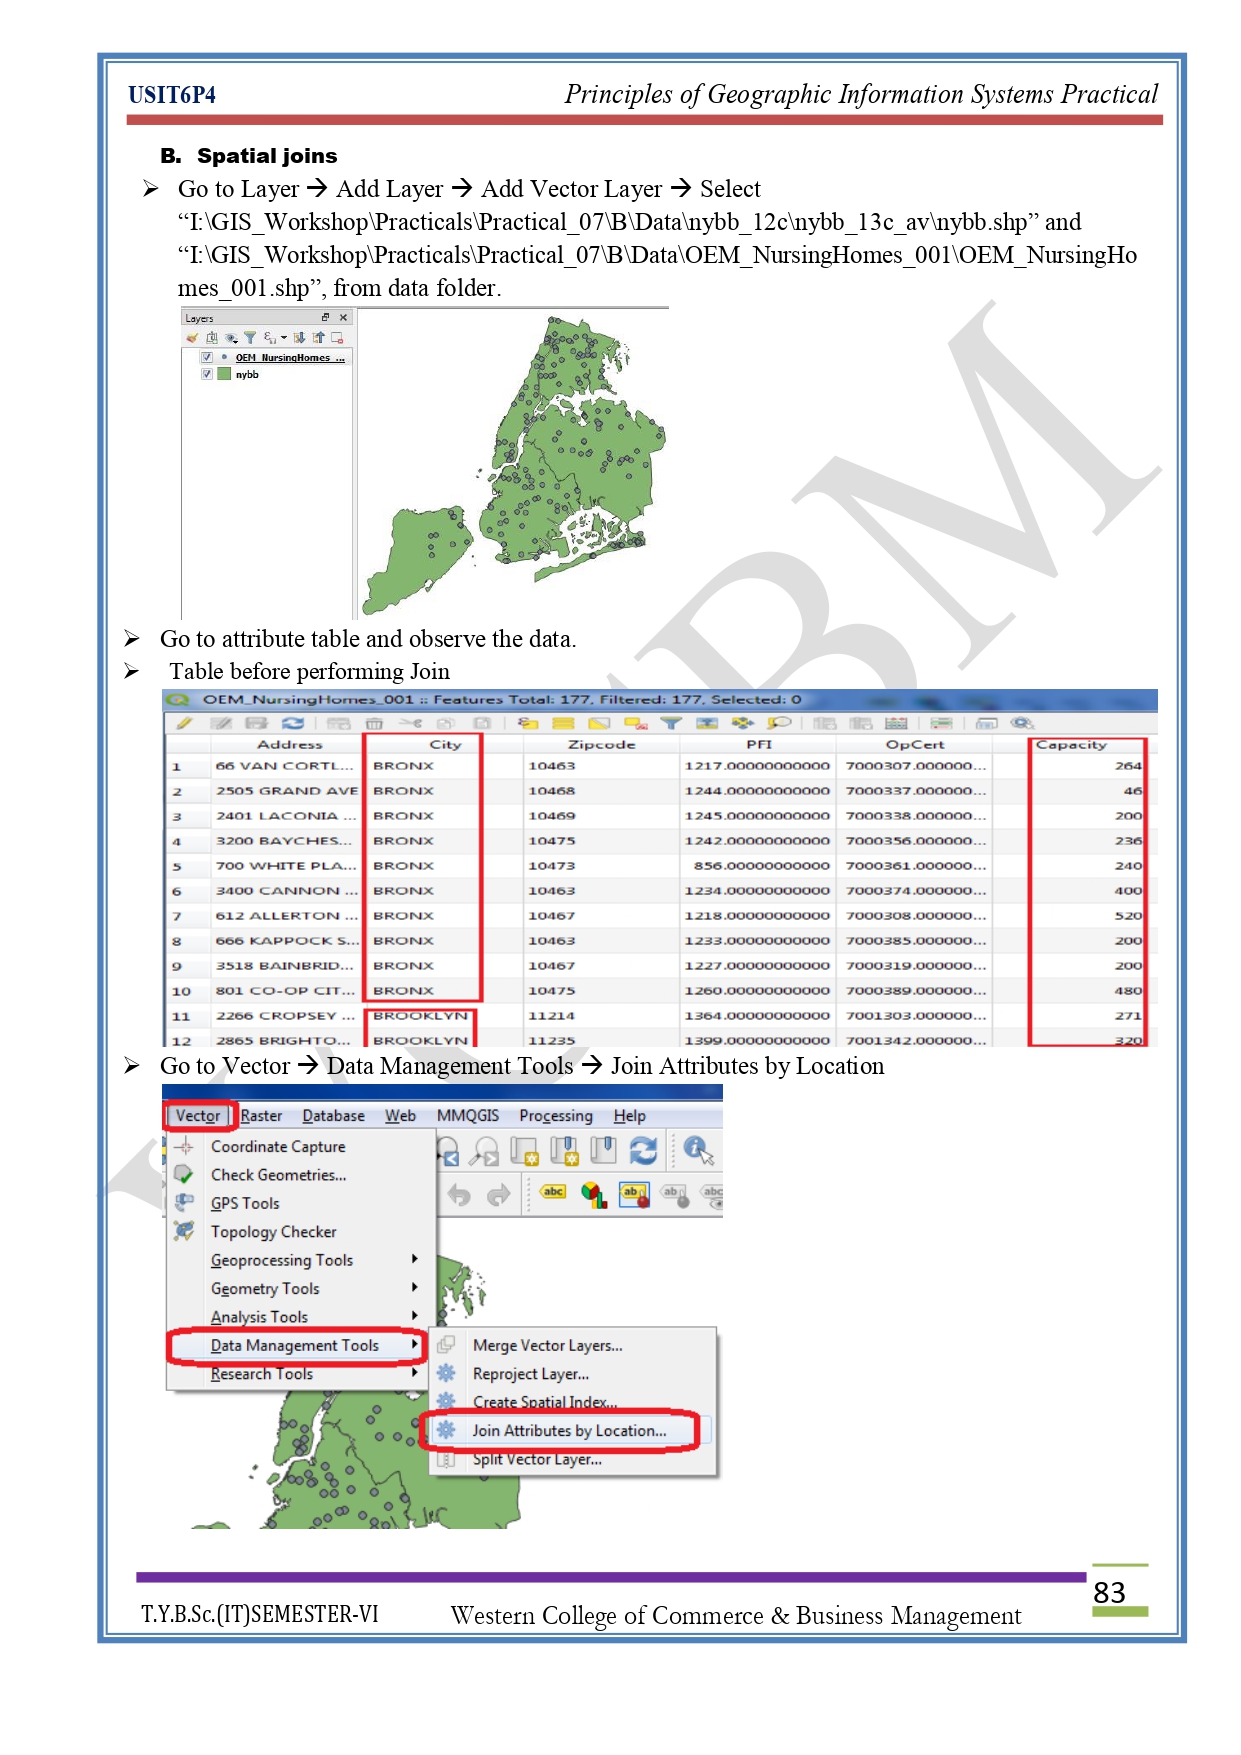 USIT6P4 Principles of Geographic Information Systems Practical
B. Spatial joins
➢ Go to Layer → Add Layer → Add Vector Layer → Select
“I:\GIS_Workshop\Practicals\Practical_07\B\Data\nybb_12c\nybb_13c_av\nybb.shp” and
“I:\GIS_Workshop\Practicals\Practical_07\B\Data\OEM_NursingHomes_001\OEM_NursingHo
mes_001.shp”, from data folder.
Layers
OEM_NursingHomes_...
nybb
➢ Go to attribute table and observe the data.
➢ Table before performing Join
OEM_NursingHomes_001 :: Features Total: 177, Filtered: 177, Selected: 0
Address City Zipcode PFI OpCert Capacity
1 66 VAN CORTL... BRONX 10463 1217.00000000000 7000307.000000... 264
2 2505 GRAND AVE BRONX 10468 1244.00000000000 7000337.000000... 46
3 2401 LACONIA ... BRONX 10469 1245.00000000000 7000338.000000... 200
4 3200 BAYCHES... BRONX 10475 1242.00000000000 7000356.000000... 236
5 700 WHITE PLA... BRONX 10473 856.00000000000 7000361.000000... 240
6 3400 CANNON ... BRONX 10463 1234.00000000000 7000374.000000... 400
7 612 ALLERTON ... BRONX 10467 1218.00000000000 7000308.000000... 520
8 666 KAPPOCK S... BRONX 10463 1233.00000000000 7000385.000000... 200
9 3518 BAINBRID... BRONX 10467 1227.00000000000 7000319.000000... 200
10 801 CO-OP CIT... BRONX 10475 1260.00000000000 7000389.000000... 480
11 2266 CROPSEY ... BROOKLYN 11214 1364.00000000000 7001303.000000... 271
12 2865 BRIGHTO... BROOKLYN 11235 1399.00000000000 7001342.000000... 320
➢ Go to Vector → Data Management Tools → Join Attributes by Location
Vector Raster Database Web MMQGIS Processing Help
Coordinate Capture
Check Geometries...
GPS Tools
abc ab ab abc
Topology Checker
Geoprocessing Tools
Geometry Tools
Analysis Tools
Data Management Tools
Research Tools
Merge Vector Layers...
Reproject Layer...
Create Spatial Index...
Join Attributes by Location...
Split Vector Layer...
83
T.Y.B.Sc.(IT)SEMESTER-VI Western College of Commerce & Business Management